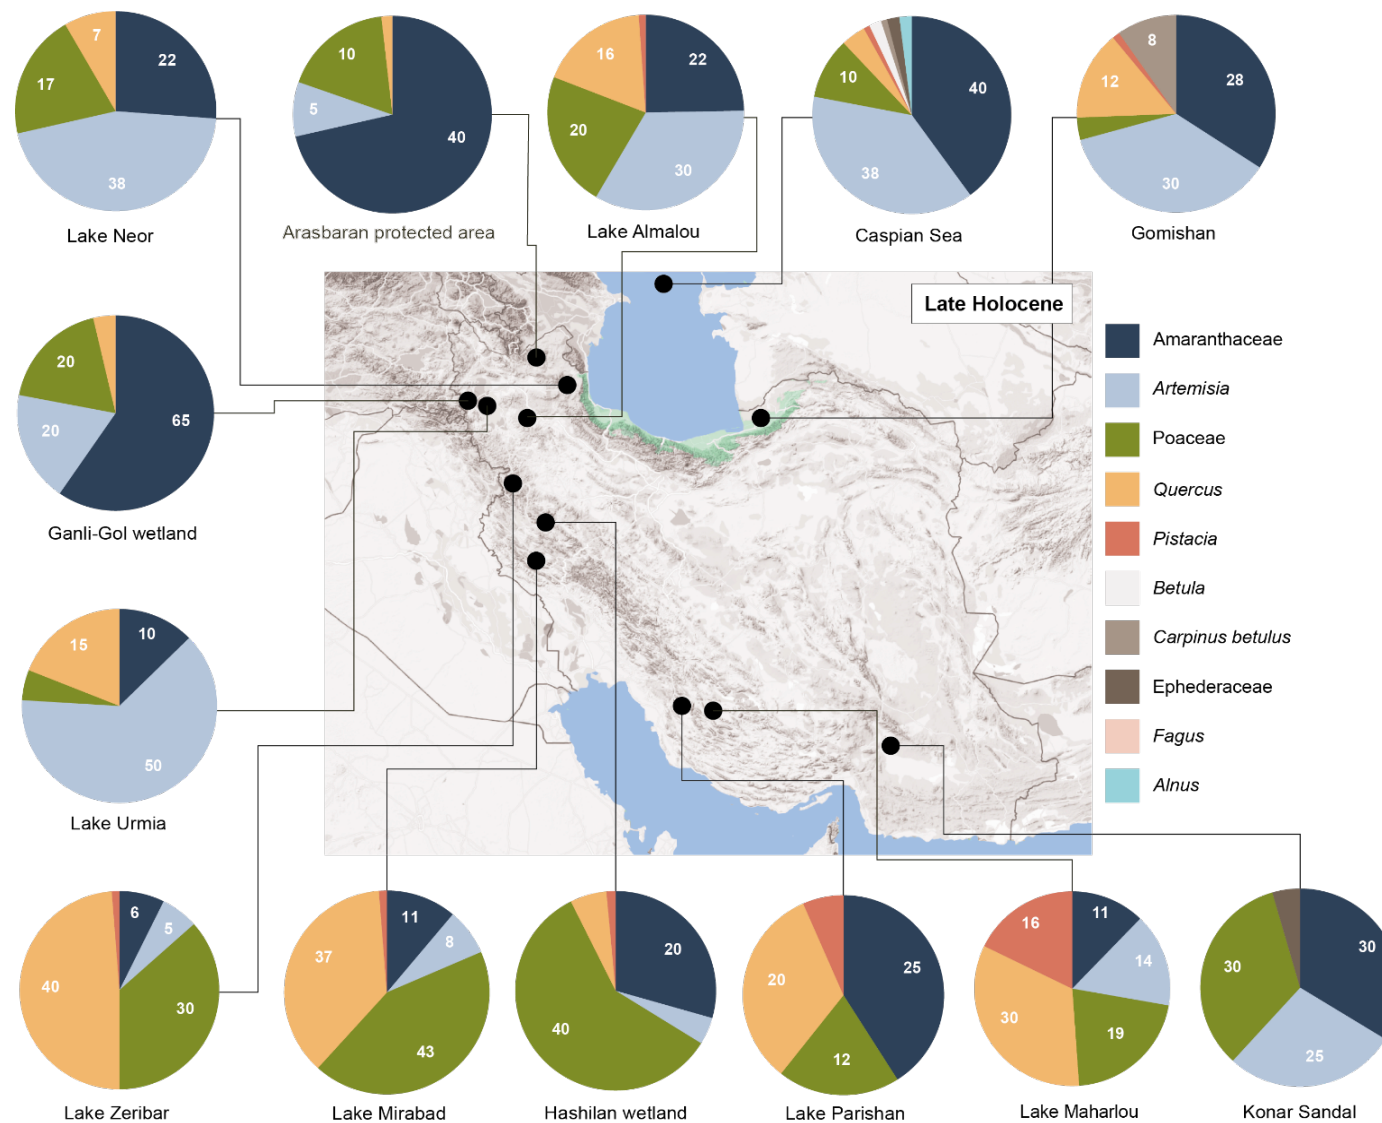 7
22
17
38
Lake Neor
10
5
40
Arasbaran protected area
16
22
20
30
Lake Almalou
10
40
38
Caspian Sea
8
12
28
30
Gomishan
Late Holocene
20
20
65
Ganli-Gol wetland
15
10
50
Lake Urmia
Amaranthaceae
Artemisia
Poaceae
Quercus
Pistacia
Betula
Carpinus betulus
Ephederaceae
Fagus
Alnus
6
5
40
30
Lake Zeribar
11
8
37
43
Lake Mirabad
20
40
Hashilan wetland
25
20
12
Lake Parishan
16
11
14
30
19
Lake Maharlou
30
30
25
Konar Sandal